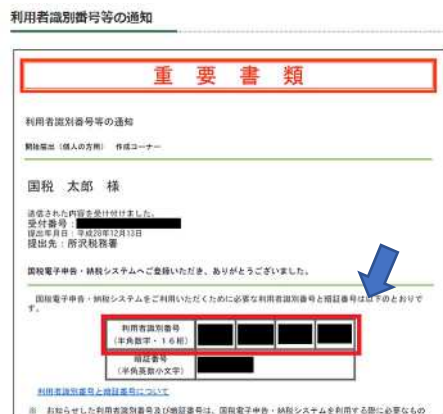 利用者識別番号等の通知
重要書類
利用者識別番号等の通知
開始届出（個人の方用） 作成コーナー
国税 太郎 様
送信された内容を受け付けました。
受付番号：
提出年月日：平成28年12月13日
提出先：所沢税務署
国税電子申告・納税システムへご登録いただき、ありがとうございました。
国税電子申告・納税システムをご利用いただくために必要な利用者識別番号と暗証番号は以下のとおりで
す。
利用者識別番号
（半角数字・１６桁）
暗証番号
（半角英数小文字）
利用者識別番号と暗証番号について
※ お知らせした利用者識別番号及び暗証番号は、国税電子申告・納税システムを利用する際に必要なもの